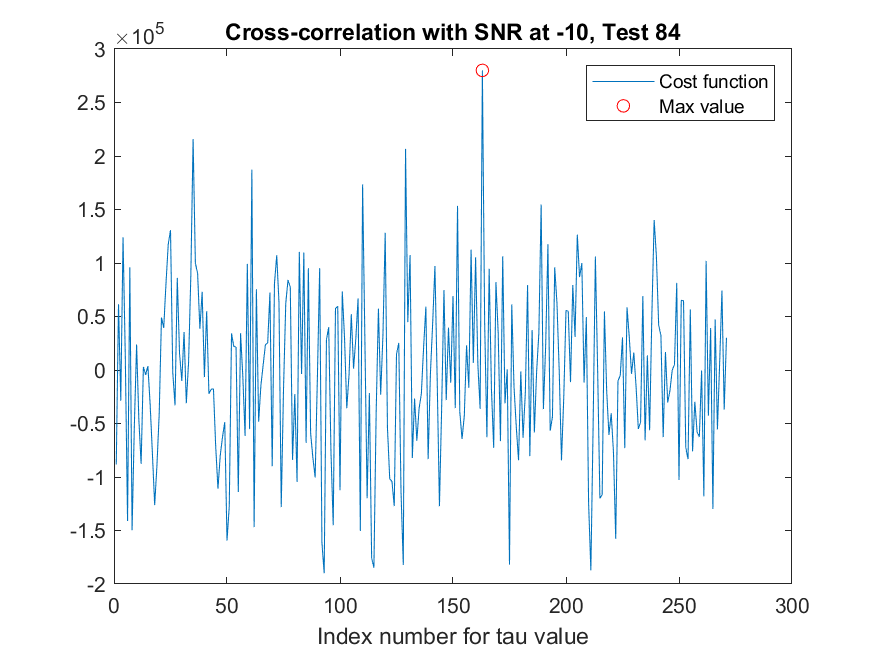 Cross-correlation with SNR at -10, Test 84
×10^5
3
2.5
2
1.5
1
0.5
0
-0.5
-1
-1.5
-2
Cost function
Max value
0 50 100 150 200 250 300
Index number for tau value